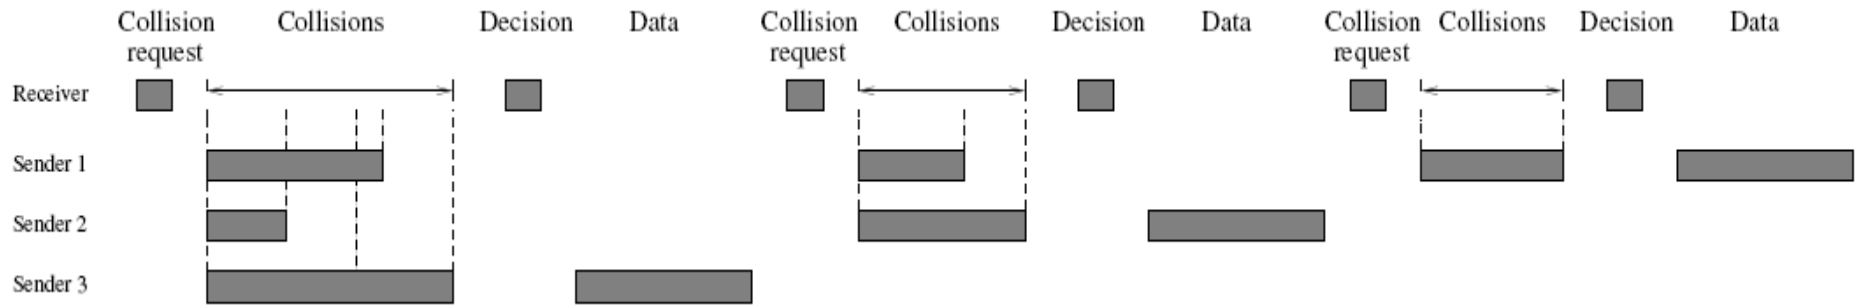 Collision Collisions Decision Data Collision Collisions Decision Data Collision Collisions Decision Data
request request request
Receiver
Sender 1
Sender 2
Sender 3